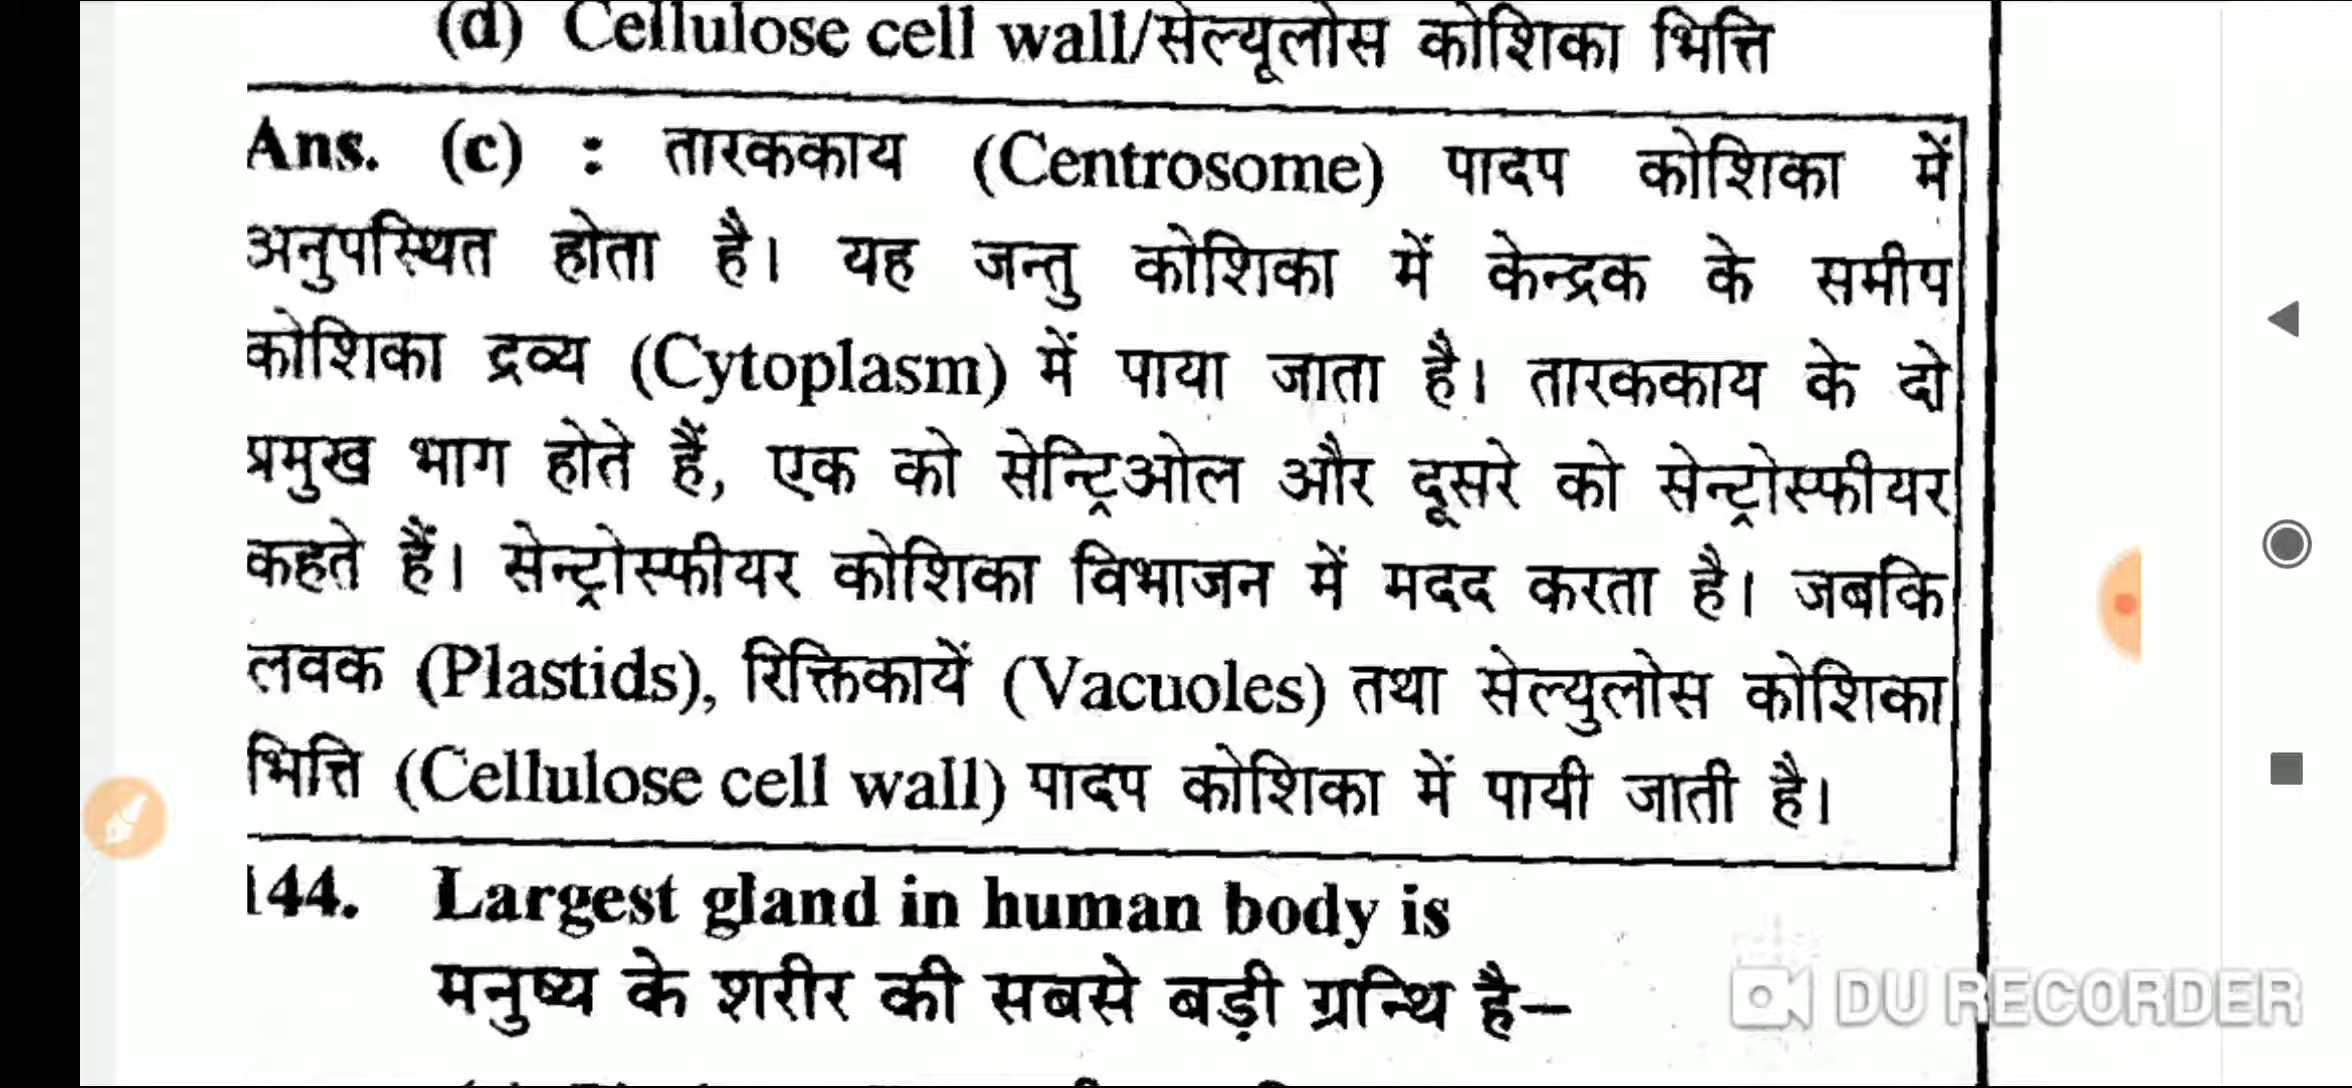 (d) Cellulose cell wall/सेल्यूलोस कोशिका भित्ति
Ans. (c) : तारककाय (Centrosome) पादप कोशिका में
अनुपस्थित होता है। यह जन्तु कोशिका में केन्द्रक के समीप
कोशिका द्रव्य (Cytoplasm) में पाया जाता है। तारककाय के दो
प्रमुख भाग होते हैं, एक को सेन्ट्रिओल और दूसरे को सेन्ट्रोस्फीयर
कहते हैं। सेन्ट्रोस्फीयर कोशिका विभाजन में मदद करता है। जबकि
लवक (Plastids), रिक्तिकायें (Vacuoles) तथा सेल्युलोस कोशिका
भित्ति (Cellulose cell wall) पादप कोशिका में पायी जाती है।
144. Largest gland in human body is
मनुष्य के शरीर की सबसे बड़ी ग्रन्थि है–
DU RECORDER